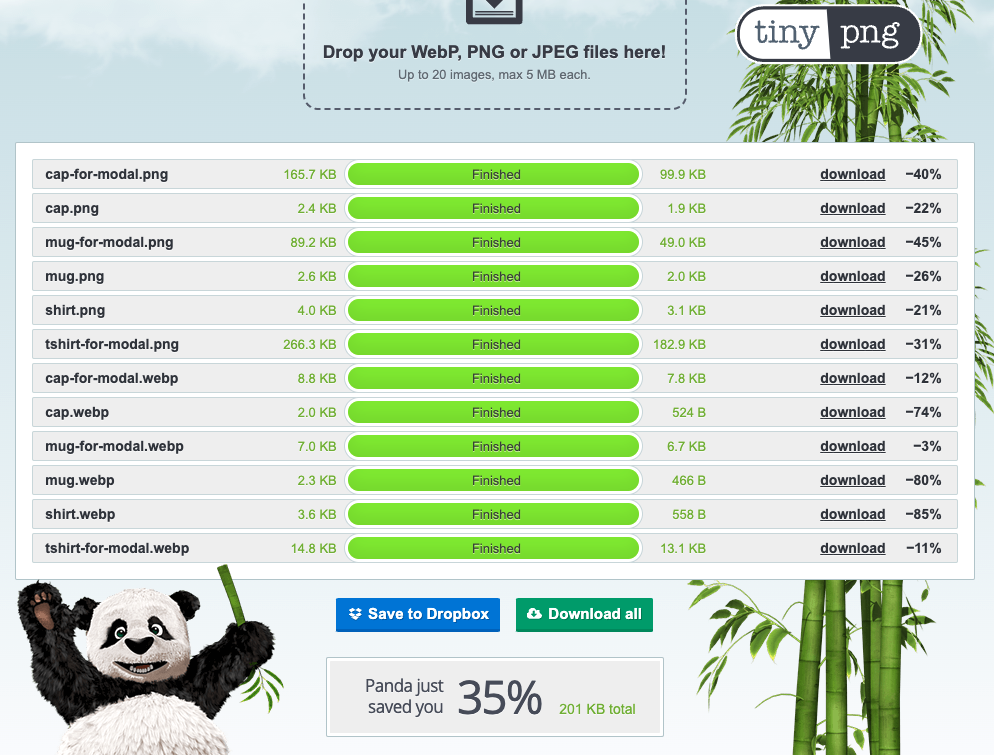 tiny png
Drop your WebP, PNG or JPEG files here!
Up to 20 images, max 5 MB each.
cap-for-modal.png 165.7 KB Finished 99.9 KB download −40%
cap.png 2.4 KB Finished 1.9 KB download −22%
mug-for-modal.png 89.2 KB Finished 49.0 KB download −45%
mug.png 2.6 KB Finished 2.0 KB download −26%
shirt.png 4.0 KB Finished 3.1 KB download −21%
tshirt-for-modal.png 266.3 KB Finished 182.9 KB download −31%
cap-for-modal.webp 8.8 KB Finished 7.8 KB download −12%
cap.webp 2.0 KB Finished 524 B download −74%
mug-for-modal.webp 7.0 KB Finished 6.7 KB download −3%
mug.webp 2.3 KB Finished 466 B download −80%
shirt.webp 3.6 KB Finished 558 B download −85%
tshirt-for-modal.webp 14.8 KB Finished 13.1 KB download −11%
Save to Dropbox Download all
Panda just
saved you 35% 201 KB total